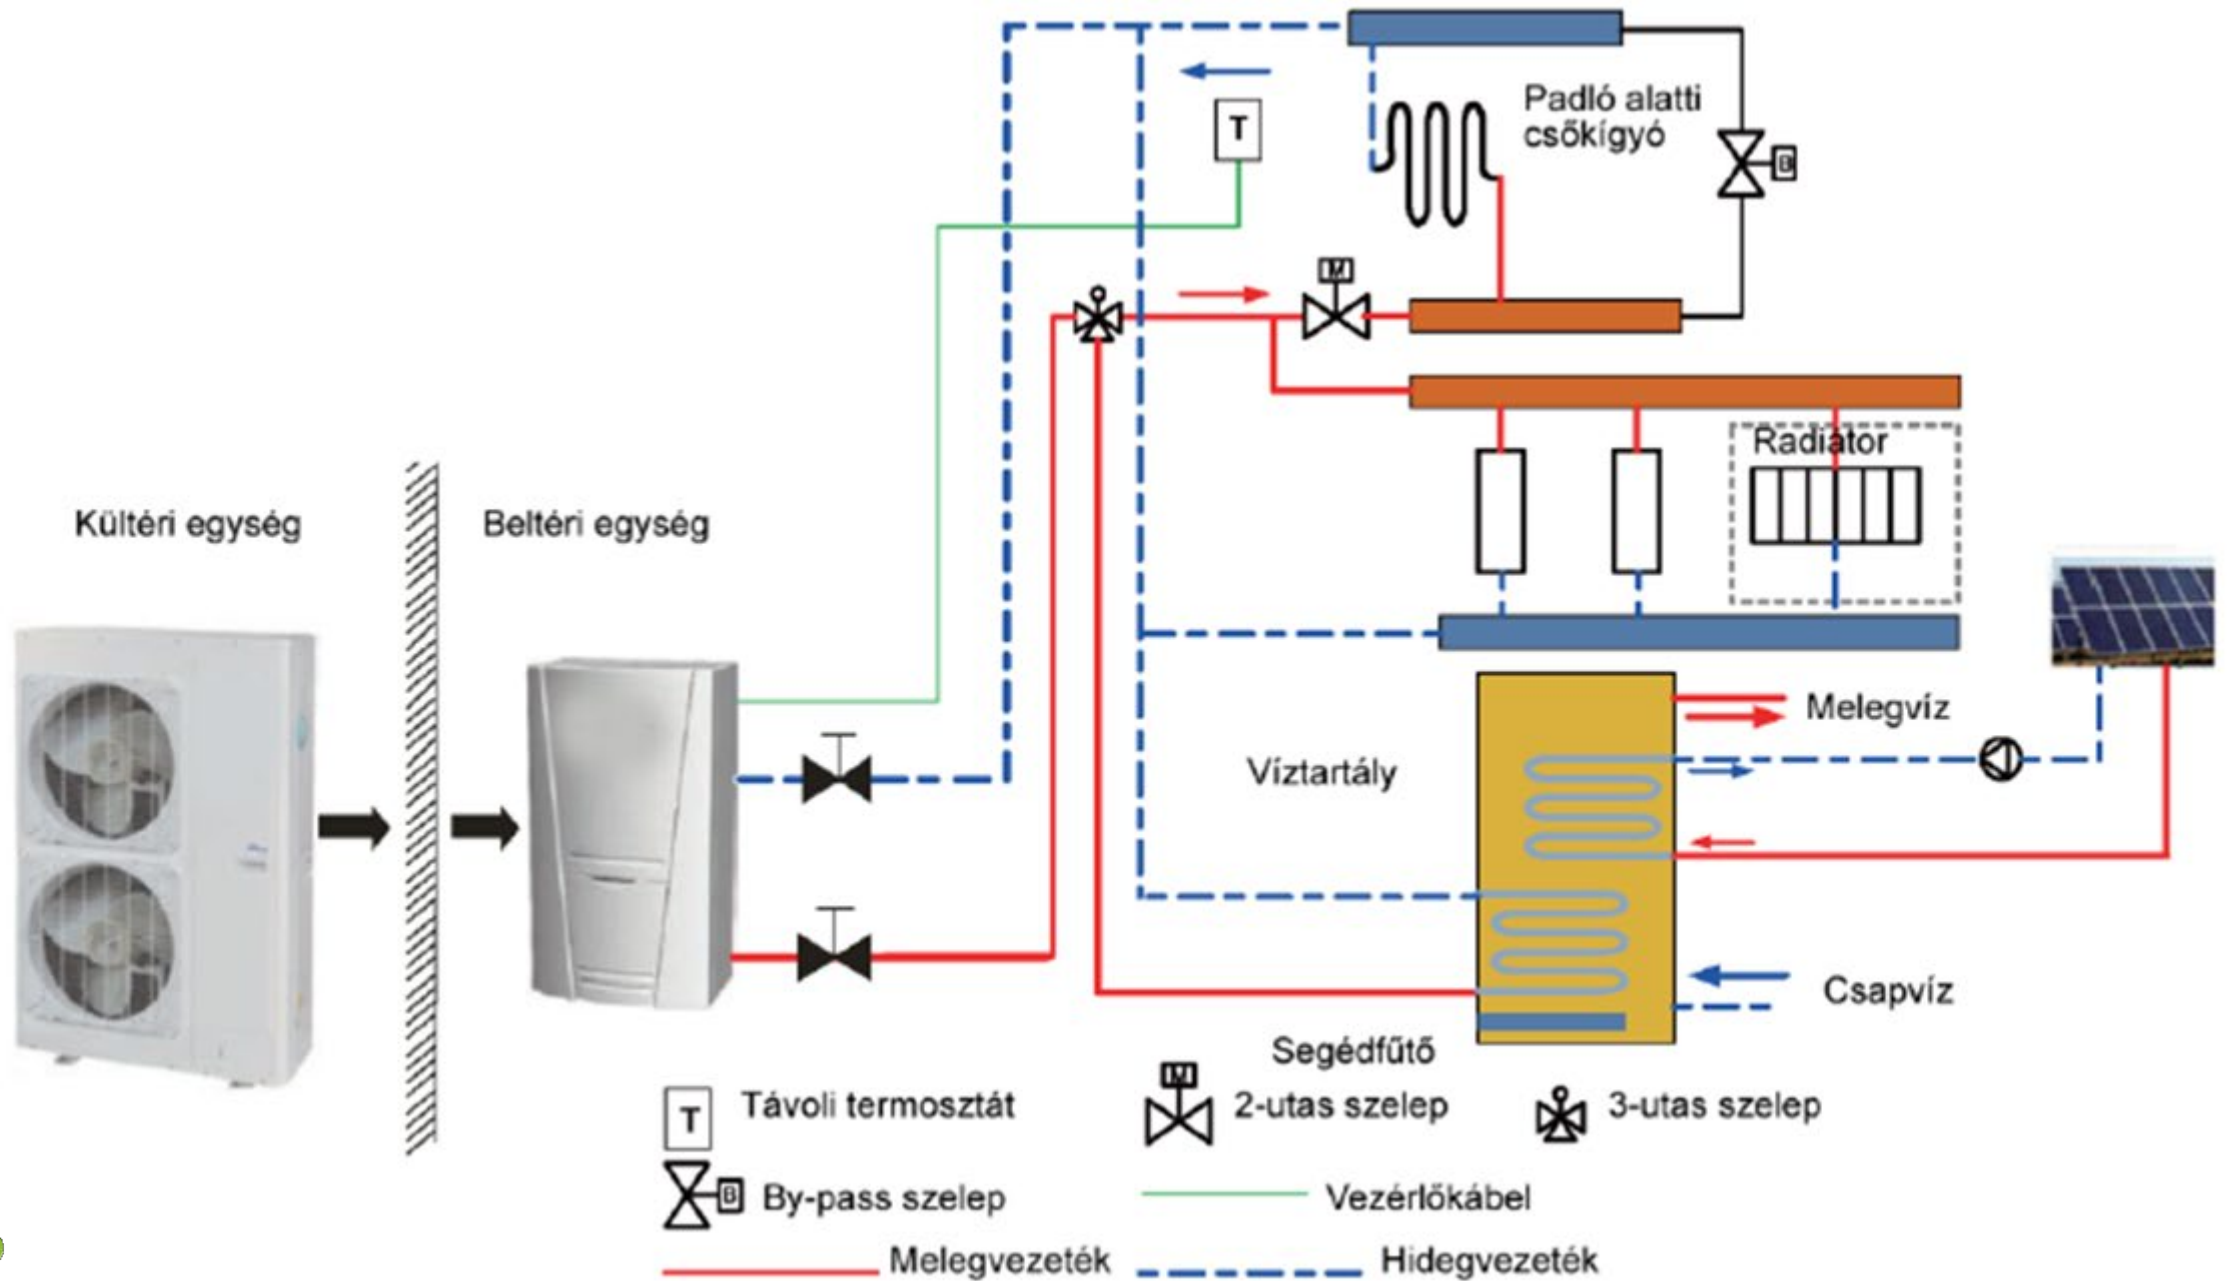 Padló alatti
csőkígyó
T
B
M
Radiátor
Kültéri egység
Beltéri egység
Melegvíz
Víztartály
Csapvíz
Segédfűtő
T Távoli termosztát
M 2-utas szelep
3-utas szelep
B By-pass szelep
Vezérlőkábel
Melegvezeték
Hidegvezeték